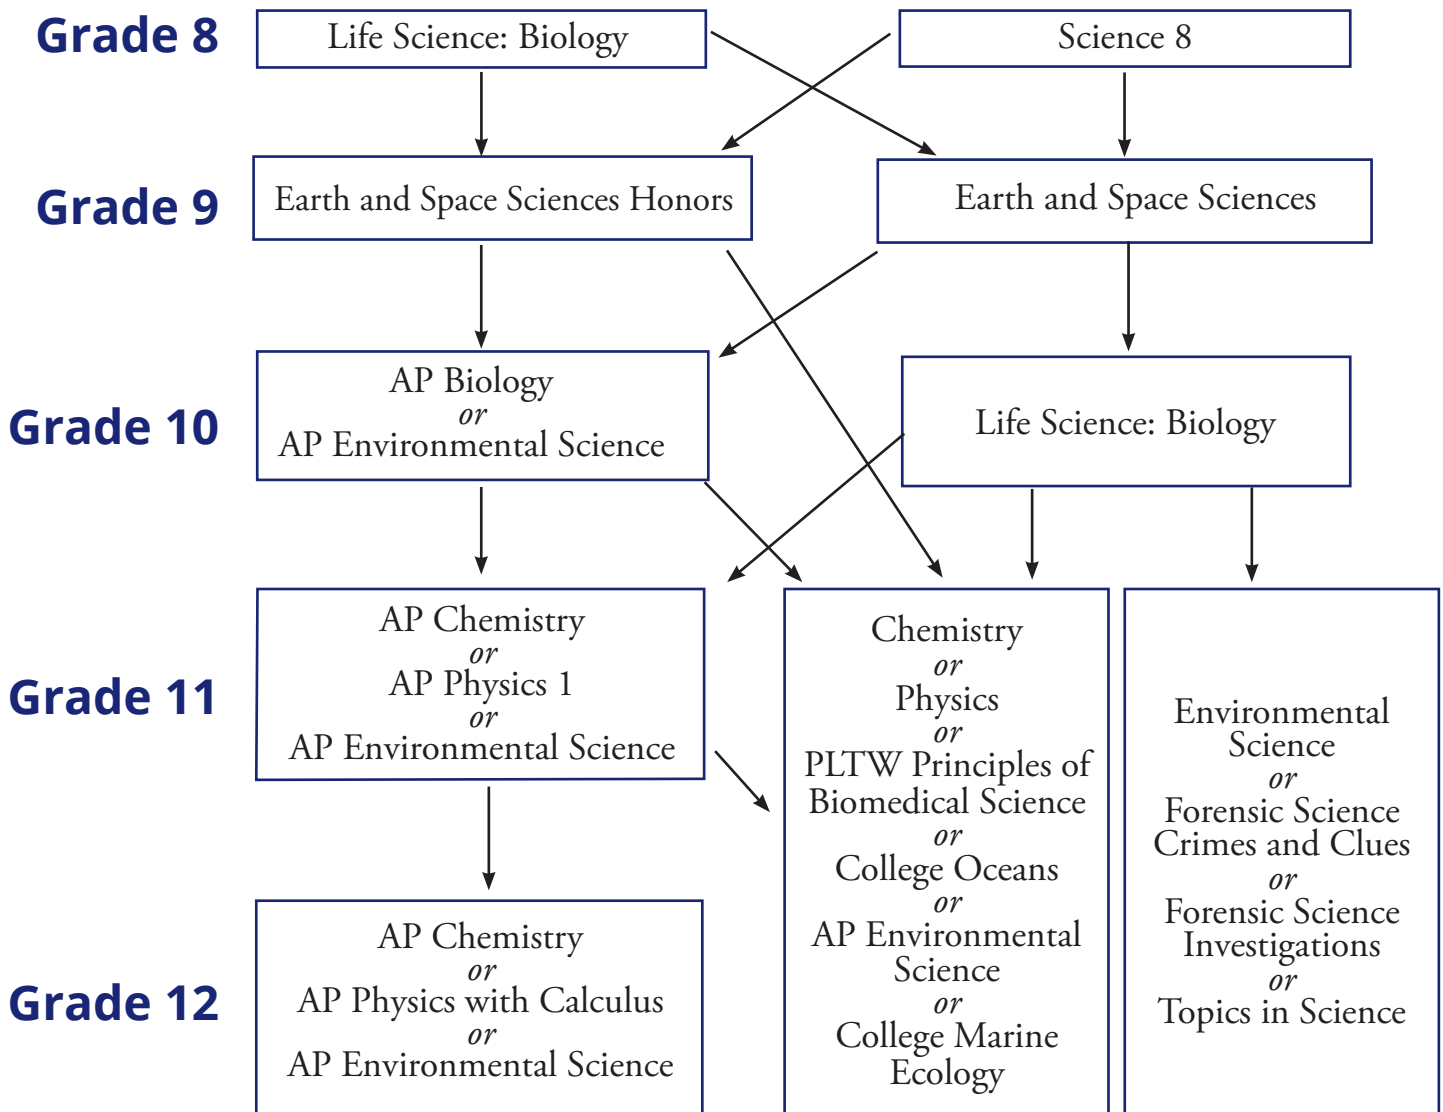 Grade 8
Life Science: Biology
Science 8
Grade 9
Earth and Space Sciences Honors
Earth and Space Sciences
Grade 10
AP Biology
or
AP Environmental Science
Life Science: Biology
Grade 11
AP Chemistry
or
AP Physics 1
or
AP Environmental Science
Chemistry
or
Physics
or
PLTW Principles of
Biomedical Science
or
College Oceans
or
AP Environmental
Science
or
College Marine
Ecology
Environmental
Science
or
Forensic Science
Crimes and Clues
or
Forensic Science
Investigations
or
Topics in Science
Grade 12
AP Chemistry
or
AP Physics with Calculus
or
AP Environmental Science